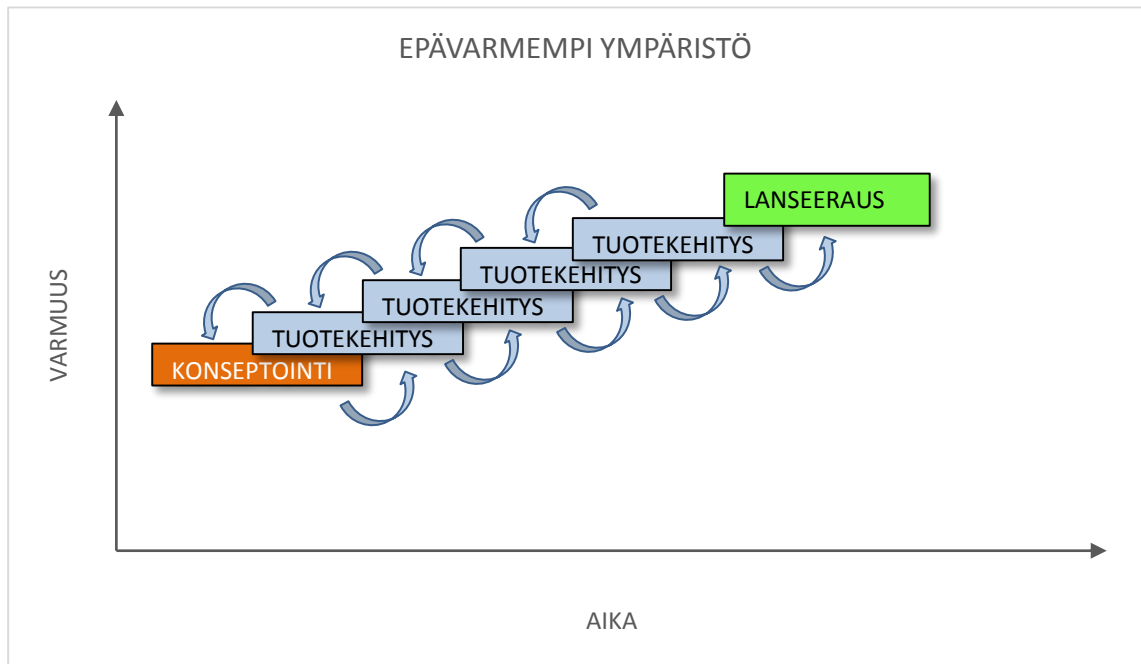 EPÄVARMEMPI YMPÄRISTÖ
VARMUUS
LANSEERAUS
TUOTEKEHITYS
TUOTEKEHITYS
TUOTEKEHITYS
TUOTEKEHITYS
KONSEPTOINTI
AIKA